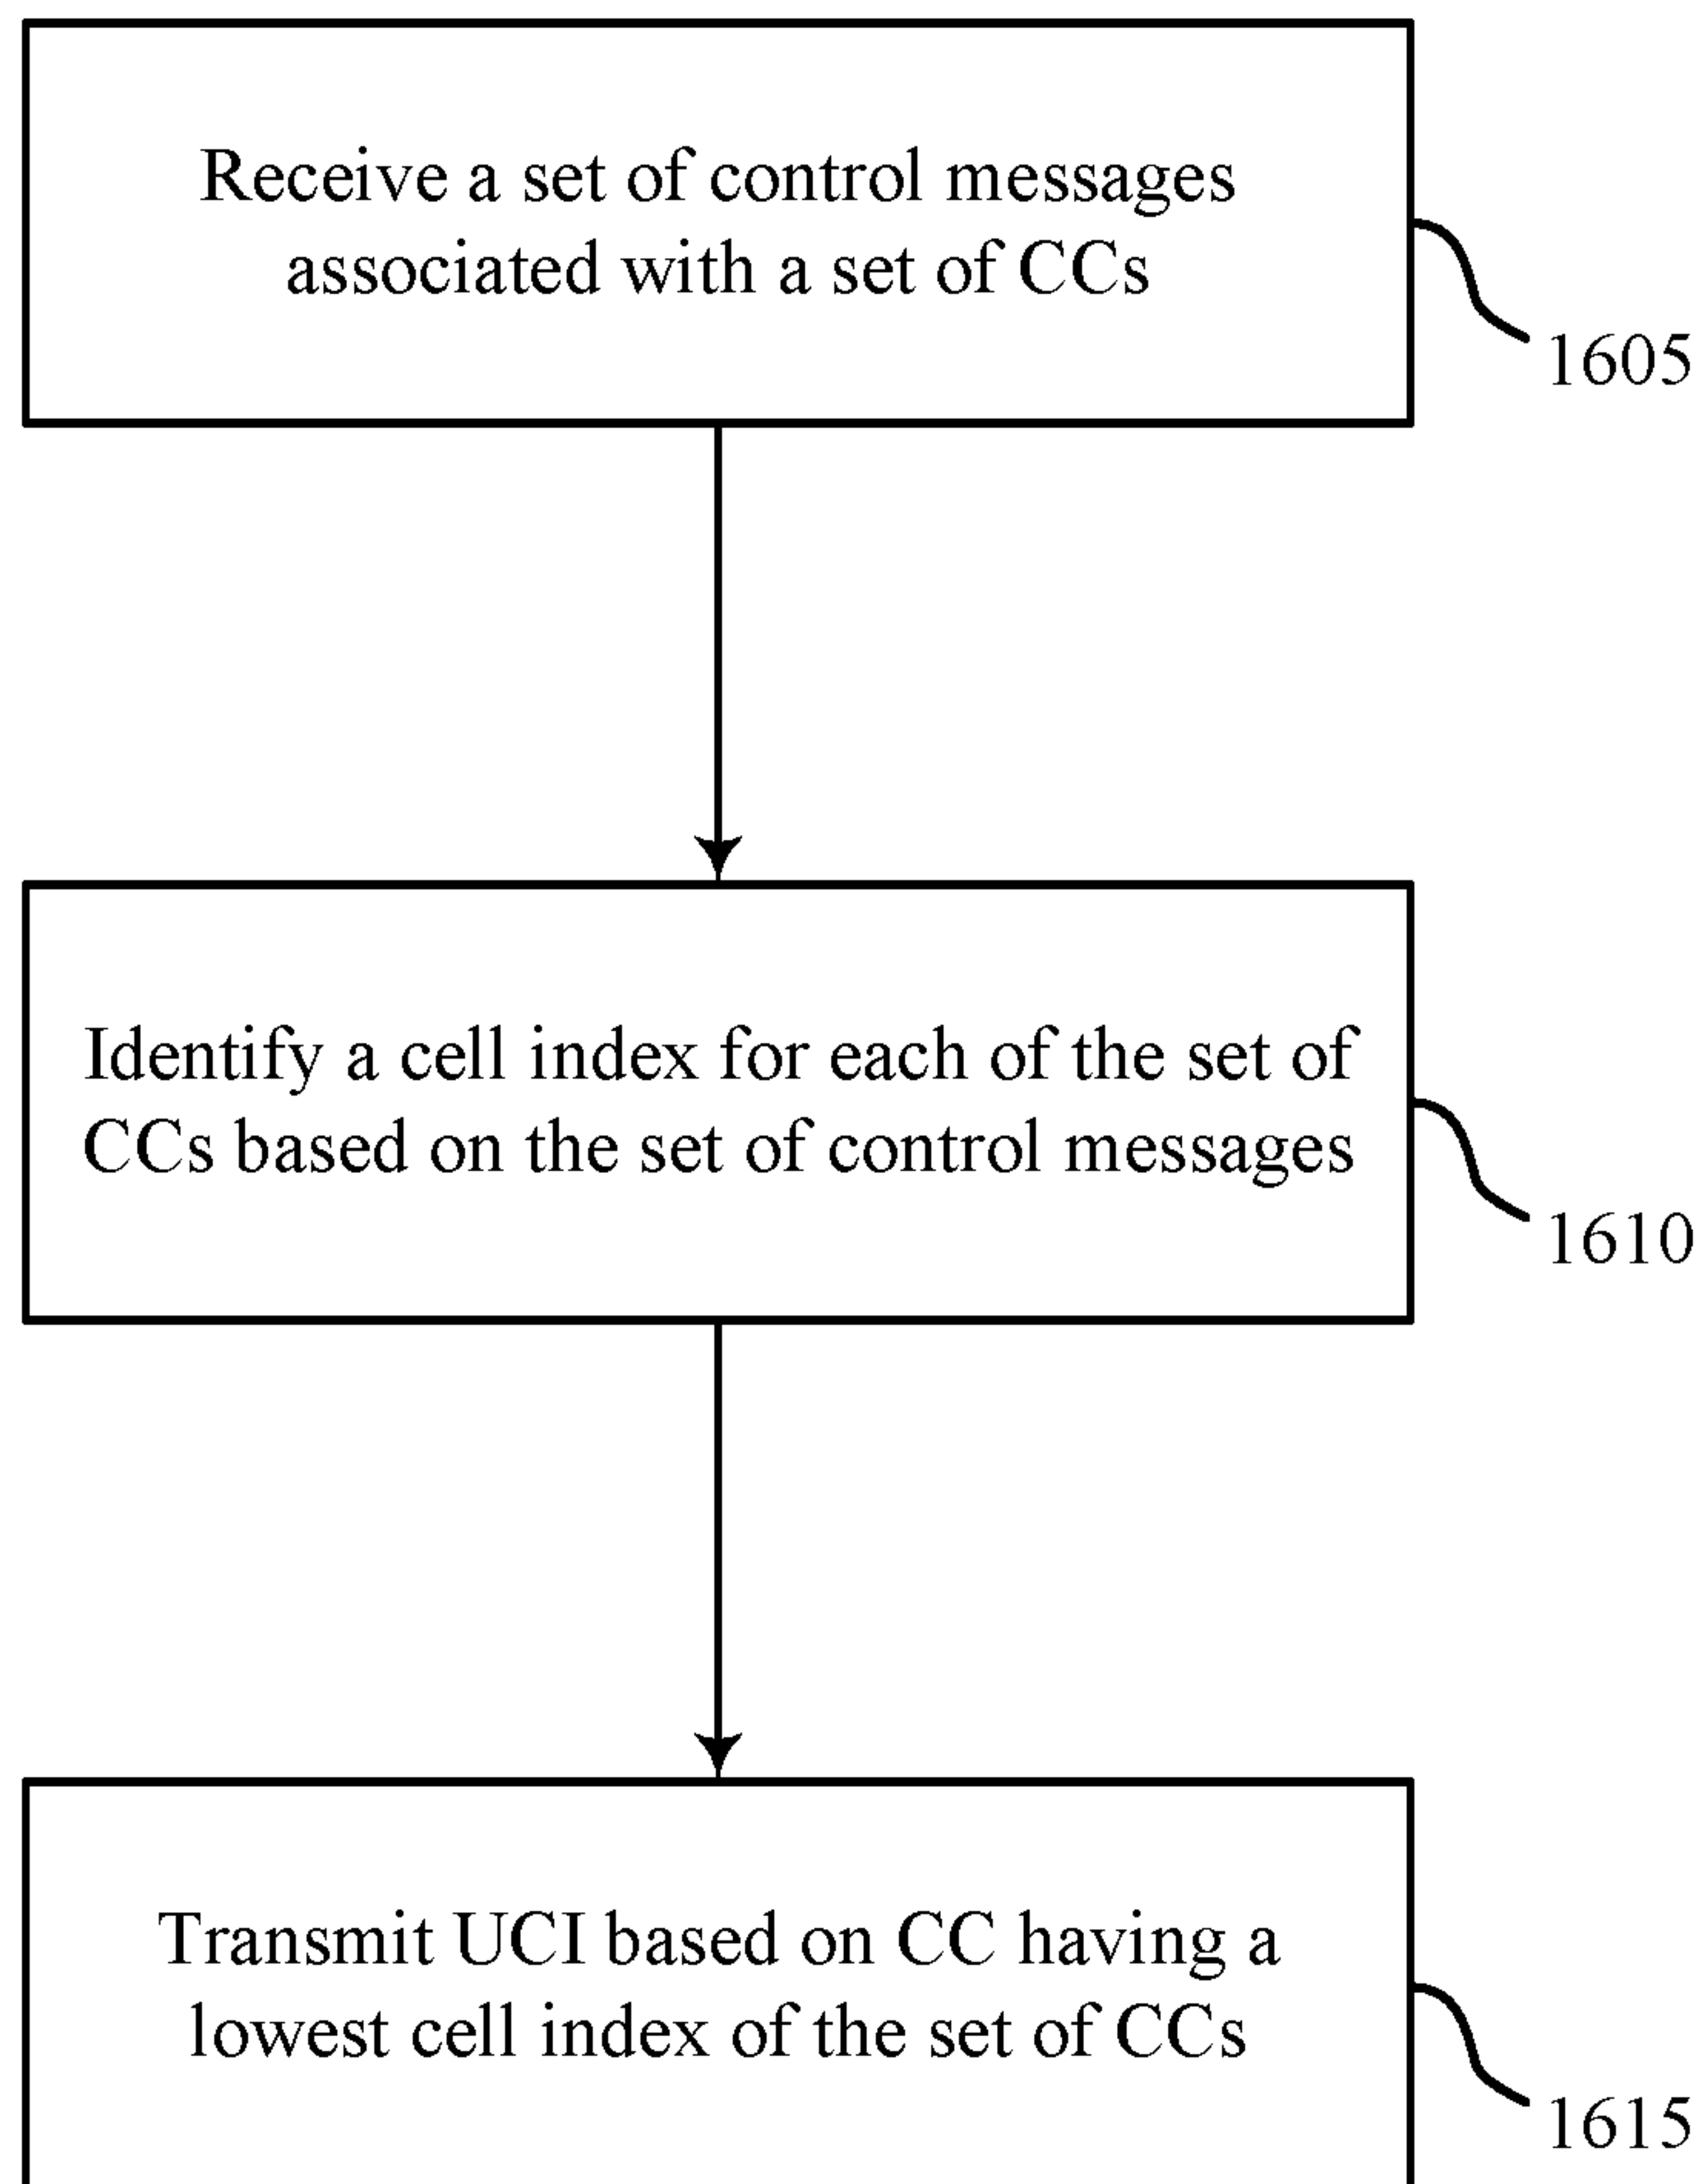 Receive a set of control messages
associated with a set of CCs
1605
Identify a cell index for each of the set of
CCs based on the set of control messages
1610
Transmit UCI based on CC having a
lowest cell index of the set of CCs
1615